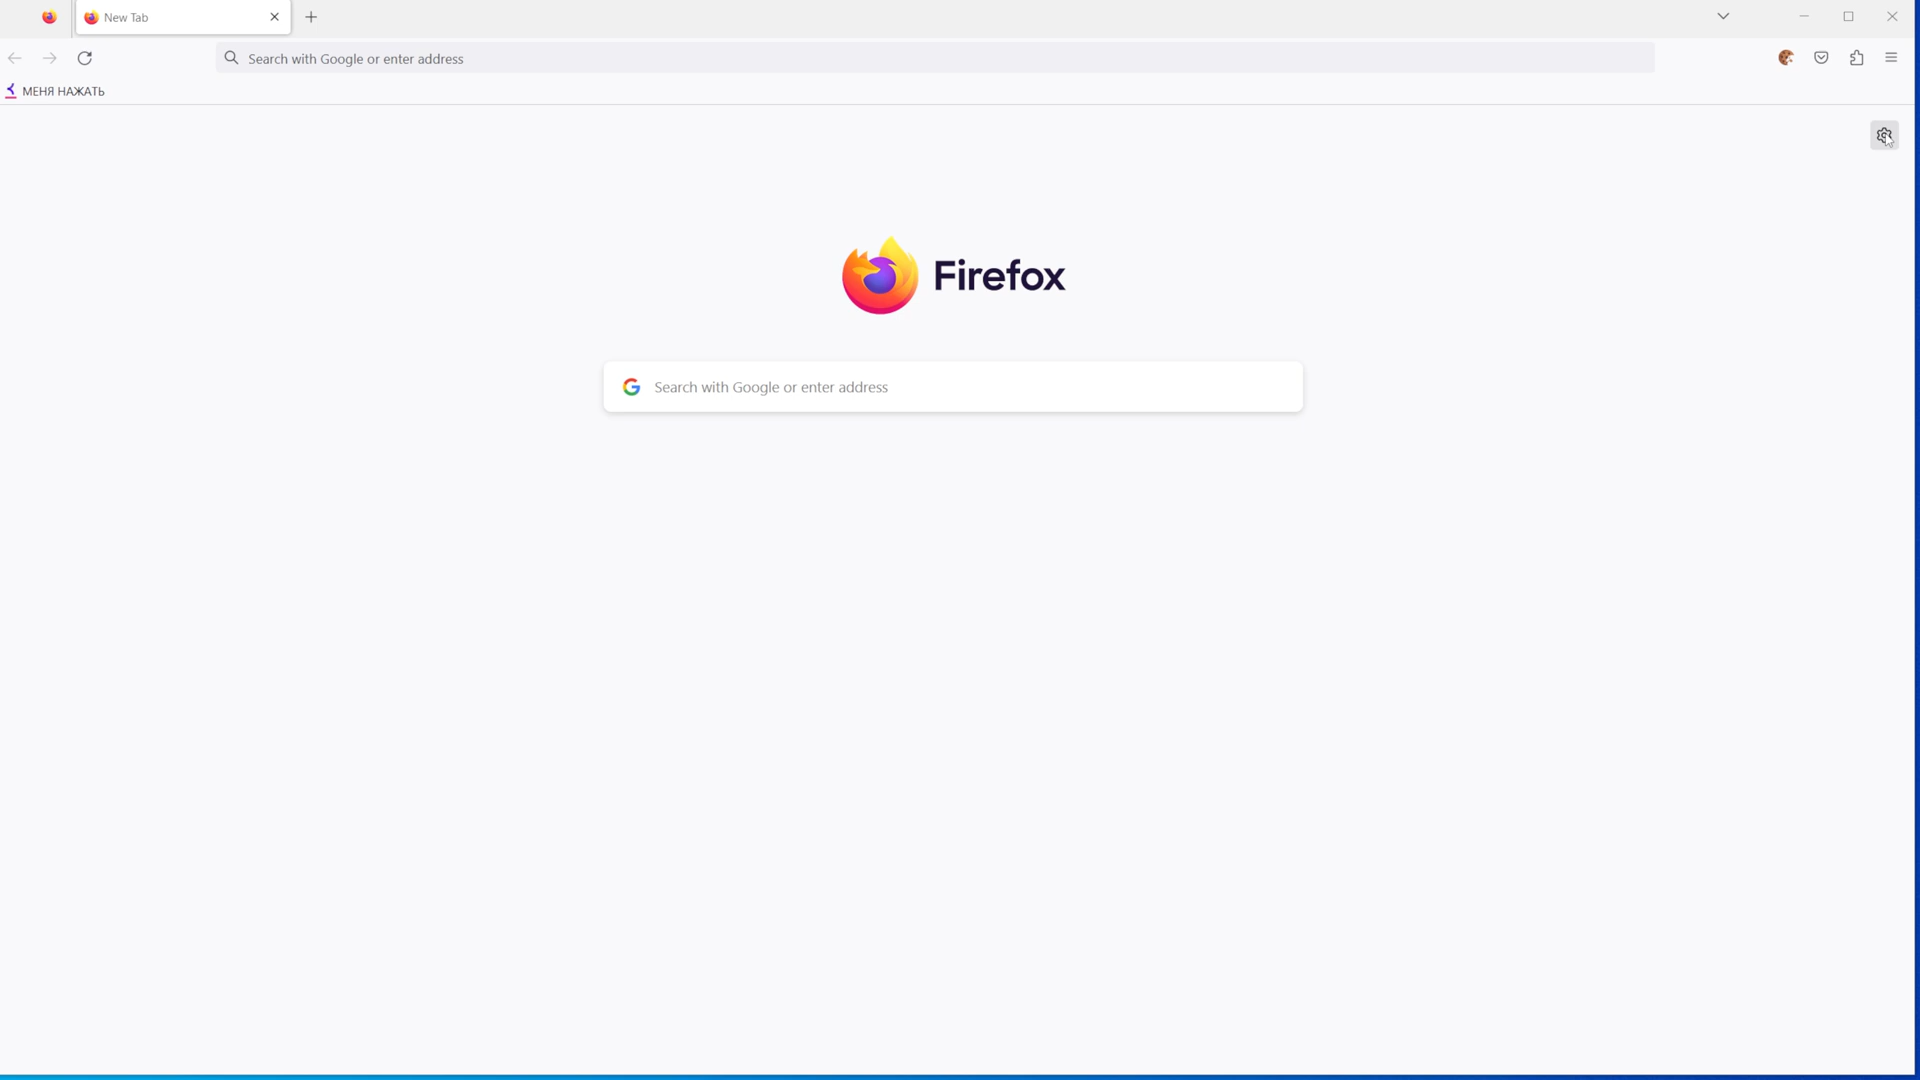 New Tab
Search with Google or enter address
МЕНЯ НАЖАТЬ
Firefox
Search with Google or enter address